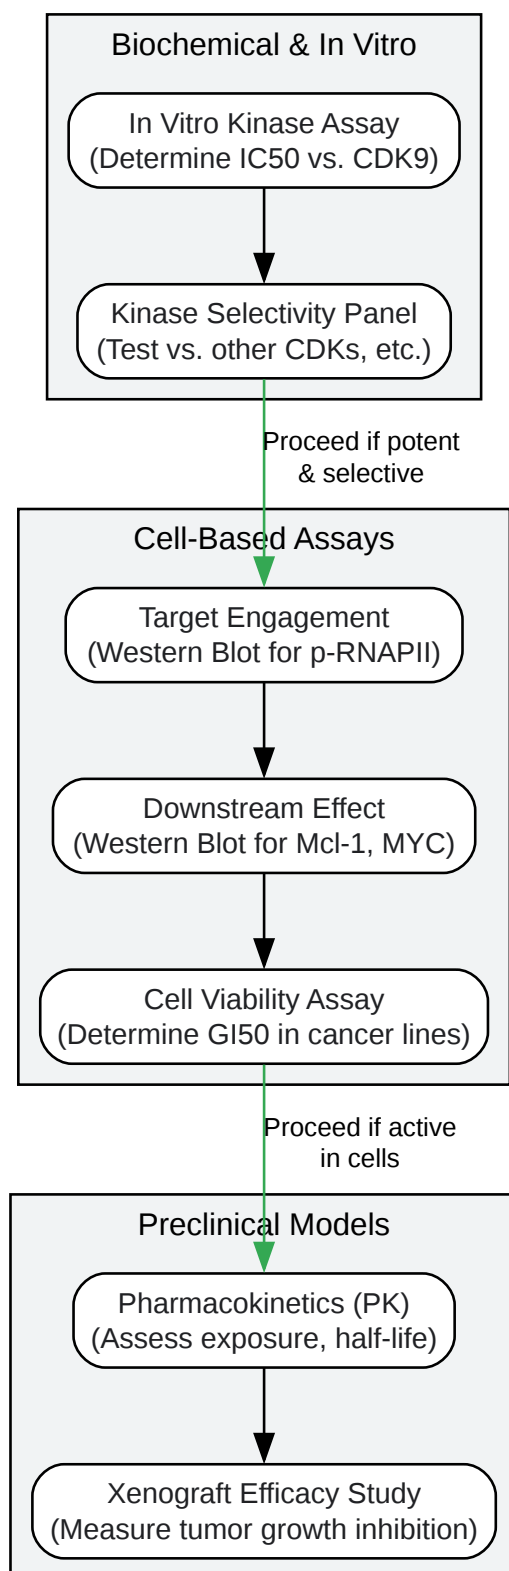 Biochemical & In Vitro
In Vitro Kinase Assay
(Determine IC50 vs. CDK9)
Kinase Selectivity Panel
(Test vs. other CDKs, etc.)
Proceed if potent
& selective
Cell-Based Assays
Target Engagement
(Western Blot for p-RNAPII)
Downstream Effect
(Western Blot for Mcl-1, MYC)
Cell Viability Assay
(Determine GI50 in cancer lines)
Proceed if active
in cells
Preclinical Models
Pharmacokinetics (PK)
(Assess exposure, half-life)
Xenograft Efficacy Study
(Measure tumor growth inhibition)